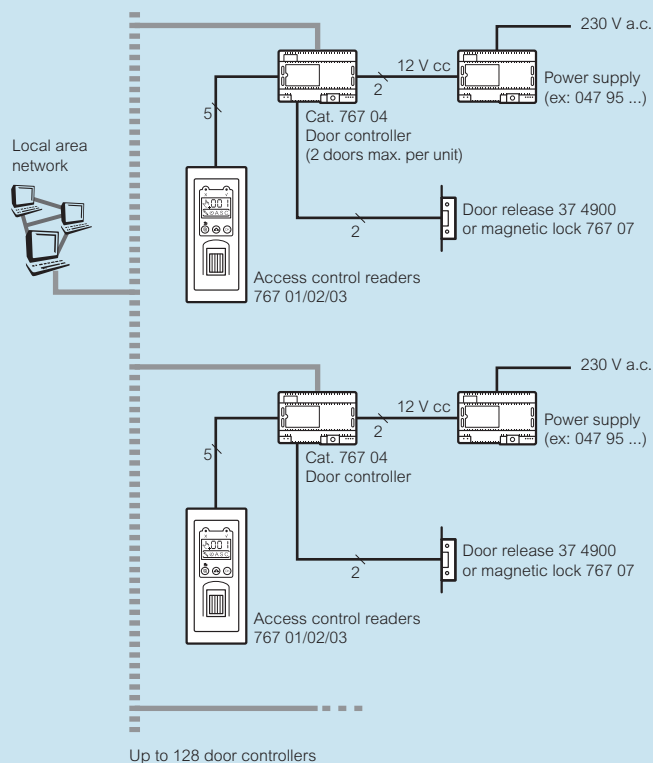 230 V a.c.
12 V cc
2
Power supply
(ex: 047 95 ...)
5
Cat. 767 04
Door controller
(2 doors max. per unit)
Local area
network
2
Door release 37 4900
or magnetic lock 767 07
Access control readers
767 01/02/03
230 V a.c.
12 V cc
2
Power supply
(ex: 047 95 ...)
5
Cat. 767 04
Door controller
2
Door release 37 4900
or magnetic lock 767 07
Access control readers
767 01/02/03
Up to 128 door controllers